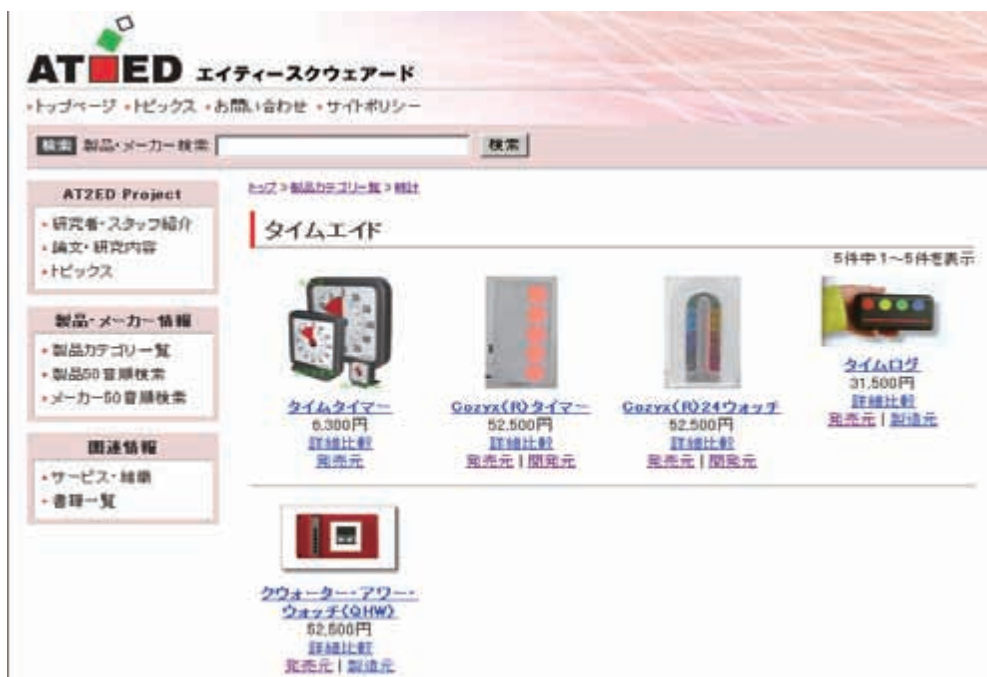 AT2ED エイティースクウェアード
・トップページ ・トピックス ・お問い合わせ ・サイトポリシー
検索 製品・メーカー検索 検索
AT2ED Project
・研究者・スタッフ紹介
・論文・研究内容
・トピックス
製品・メーカー情報
・製品カテゴリ一覧
・製品50音順検索
・メーカー50音順検索
関連情報
・サービス・組織
・書籍一覧
トップ > 製品カテゴリ一覧 > 時計
タイムエイド
5件中 1～5件を表示
タイムタイマー
6,300円
詳細比較
発売元
Cozyx(R)タイマー
52,500円
詳細比較
発売元 | 開発元
Cozyx(R)24ウォッチ
52,500円
詳細比較
発売元 | 開発元
タイムログ
31,500円
詳細比較
発売元 | 製造元
クウォーター・アワー・
ウォッチ(QHW)
52,500円
詳細比較
発売元 | 製造元